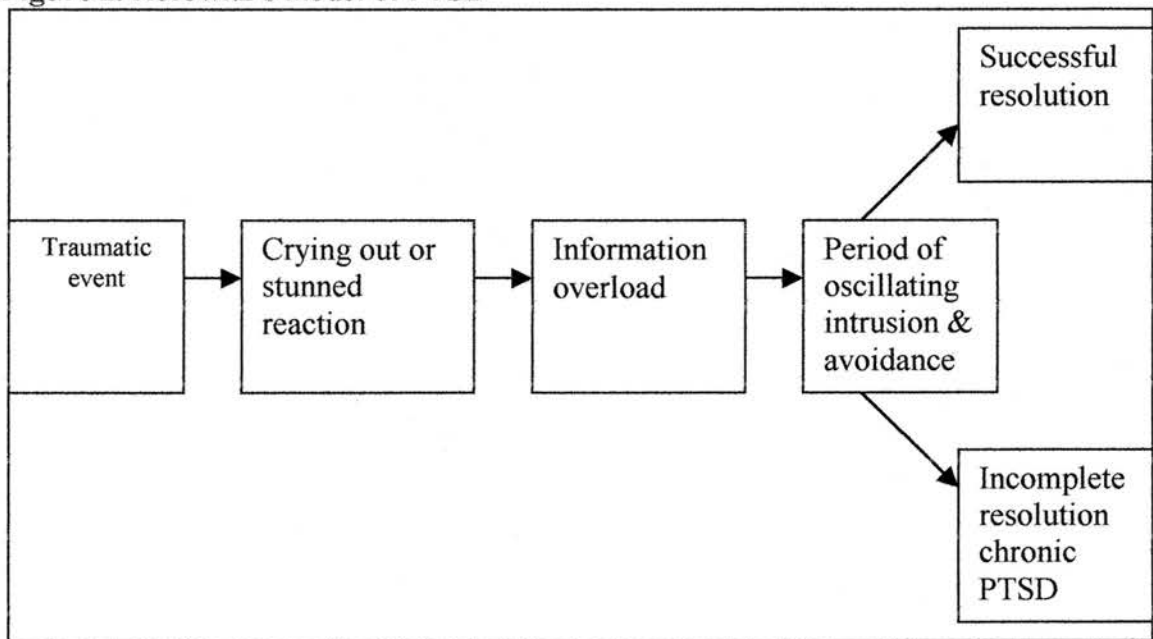 Traumatic
event
Crying out or
stunned
reaction
Information
overload
Period of
oscillating
intrusion &
avoidance
Successful
resolution
Incomplete
resolution
chronic
PTSD